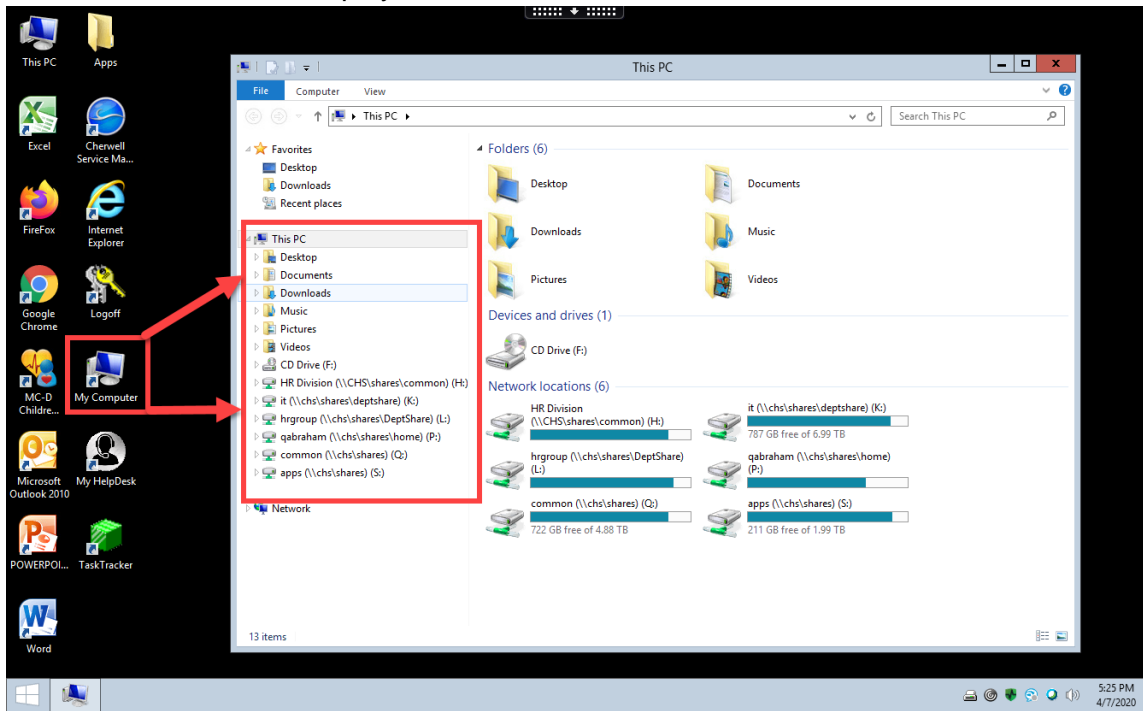 This PC
Apps
Excel
Cherwell
Service Ma...
FireFox
Internet
Explorer
Google
Chrome
Logoff
MC-D
Childre...
My Computer
Microsoft
Outlook 2010
My HelpDesk
POWERPOI...
TaskTracker
Word
This PC
File Computer View
This PC
Search This PC
Favorites
Desktop
Downloads
Recent places
This PC
Desktop
Documents
Downloads
Music
Pictures
Videos
CD Drive (F:)
HR Division (\\CHS\shares\common) (H:)
it (\\chs\shares\deptshare) (K:)
hrgroup (\\chs\shares\DeptShare) (L:)
qabraham (\\chs\shares\home) (P:)
common (\\chs\shares) (Q:)
apps (\\chs\shares) (S:)
Network
Folders (6)
Desktop
Documents
Downloads
Music
Pictures
Videos
Devices and drives (1)
CD Drive (F:)
Network locations (6)
HR Division
(\\CHS\shares\common) (H:)
it (\\chs\shares\deptshare) (K:)
787 GB free of 6.99 TB
hrgroup (\\chs\shares\DeptShare)
(L:)
qabraham (\\chs\shares\home)
(P:)
common (\\chs\shares) (Q:)
722 GB free of 4.88 TB
apps (\\chs\shares) (S:)
211 GB free of 1.99 TB
13 items
5:25 PM
4/7/2020